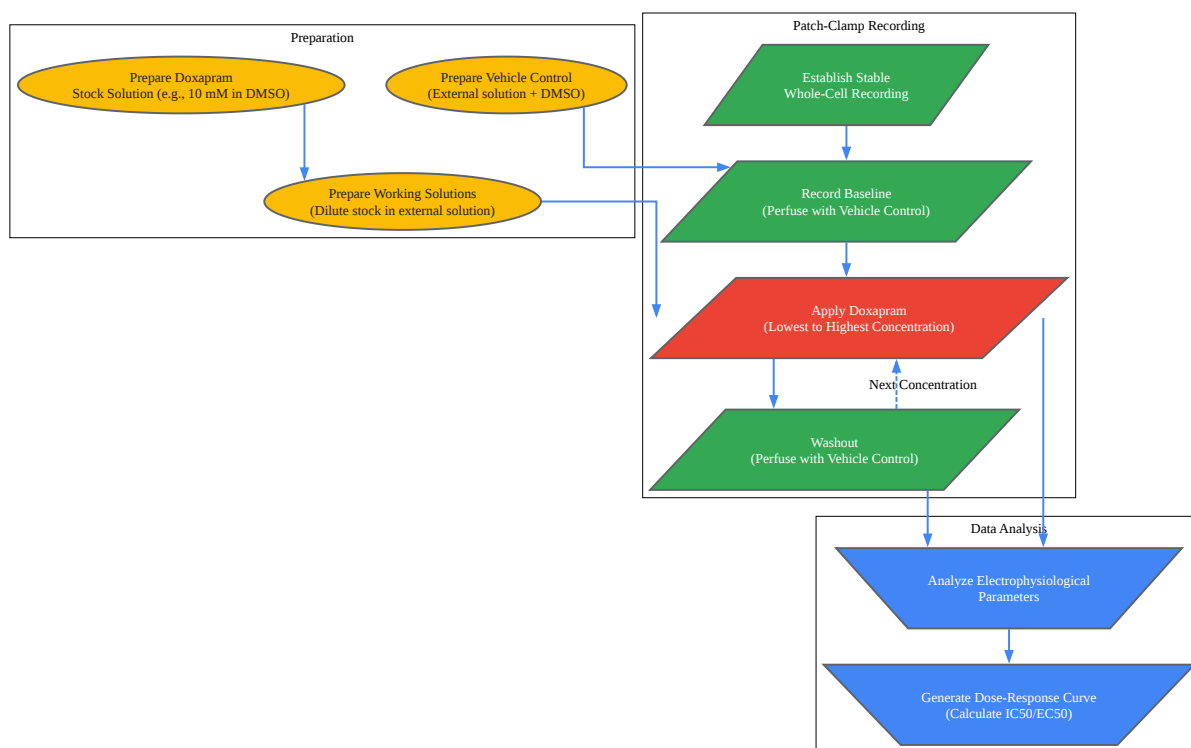 Preparation
Prepare Doxapram
Stock Solution (e.g., 10 mM in DMSO)
Prepare Vehicle Control
(External solution + DMSO)
Prepare Working Solutions
(Dilute stock in external solution)
Patch-Clamp Recording
Establish Stable
Whole-Cell Recording
Record Baseline
(Perfuse with Vehicle Control)
Apply Doxapram
(Lowest to Highest Concentration)
Next Concentration
Washout
(Perfuse with Vehicle Control)
Data Analysis
Analyze Electrophysiological
Parameters
Generate Dose-Response Curve
(Calculate IC50/EC50)